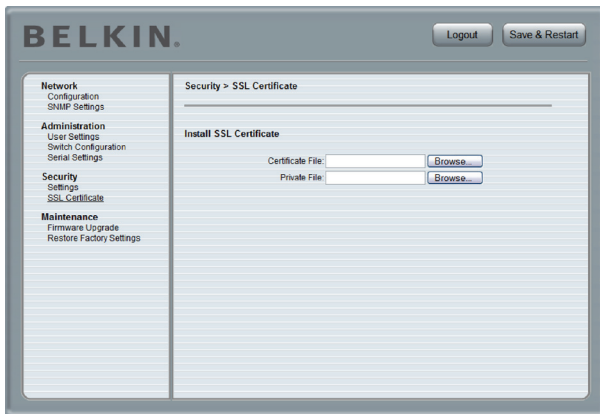 BELKIN®
Logout
Save & Restart
Network
Configuration
SNMP Settings
Administration
User Settings
Switch Configuration
Serial Settings
Security
Settings
SSL Certificate
Maintenance
Firmware Upgrade
Restore Factory Settings
Security > SSL Certificate
Install SSL Certificate
Certificate File: Browse...
Private File: Browse...